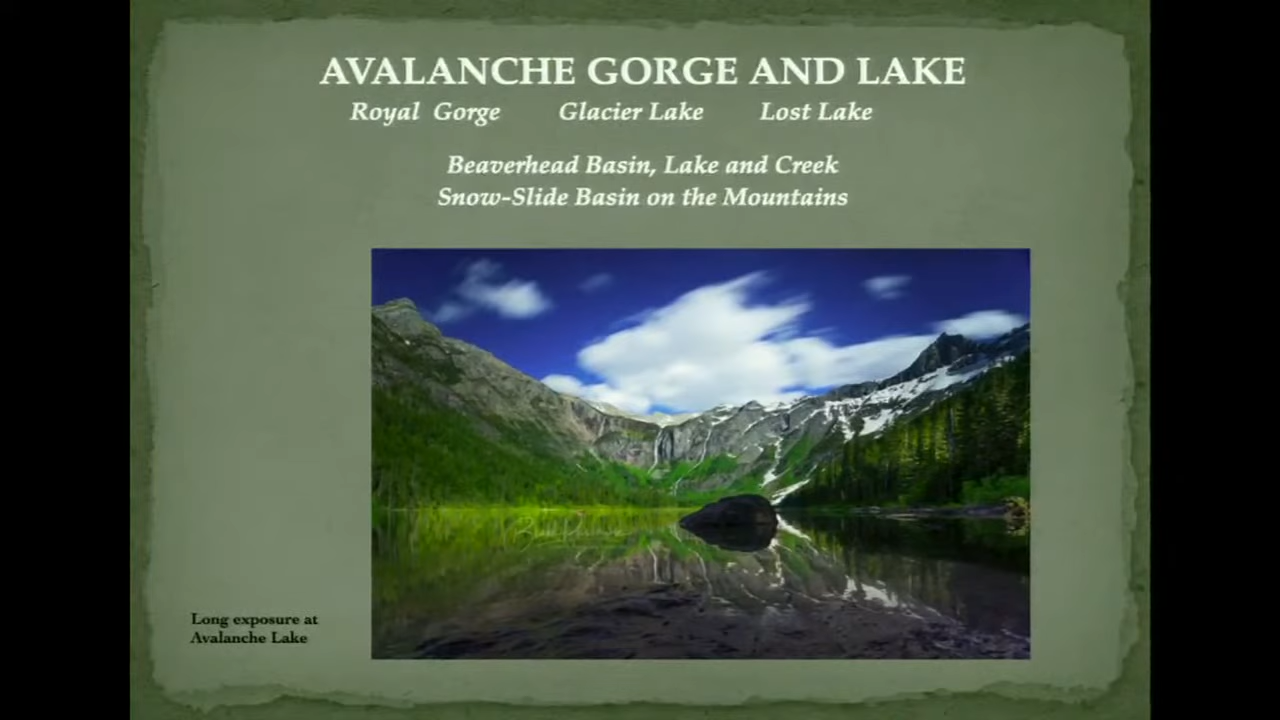 AVALANCHE GORGE AND LAKE
Royal Gorge Glacier Lake Lost Lake
Beaverhead Basin, Lake and Creek
Snow-Slide Basin on the Mountains
Long exposure at
Avalanche Lake